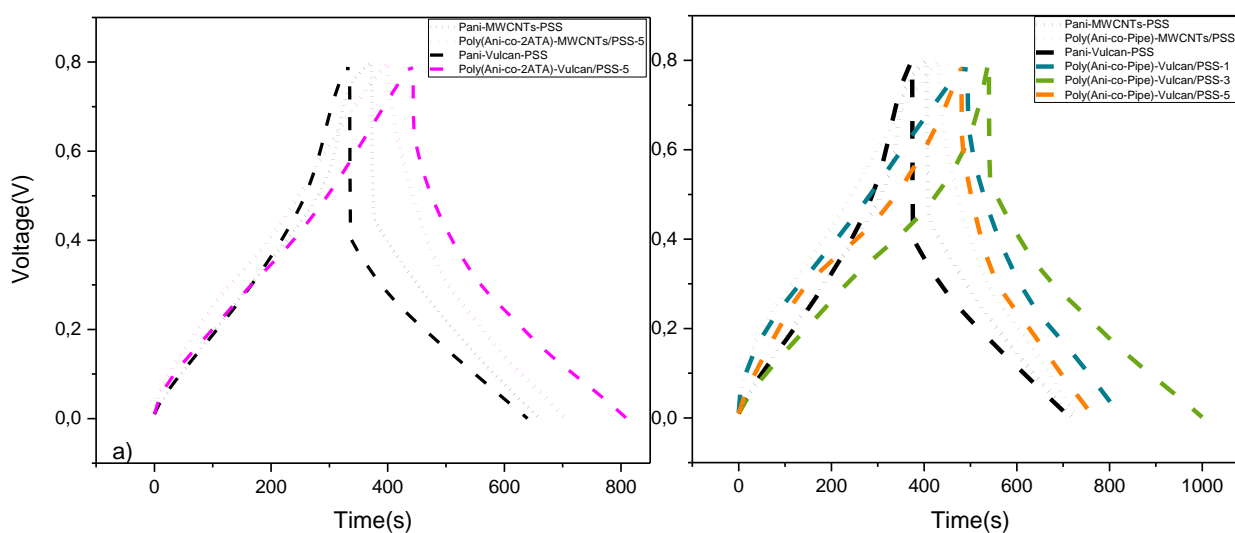 Pani-MWCNTs-PSS
Poly(Ani-co-2ATA)-MWCNTs/PSS-5
Pani-Vulcan-PSS
Poly(Ani-co-2ATA)-Vulcan/PSS-5
0,8
0,6
0,4
0,2
0,0
Voltage(V)
a)
0 200 400 600 800
Time(s)
Pani-MWCNTs-PSS
Poly(Ani-co-Pipe)-MWCNTs/PSS
Pani-Vulcan-PSS
Poly(Ani-co-Pipe)-Vulcan/PSS-1
Poly(Ani-co-Pipe)-Vulcan/PSS-3
Poly(Ani-co-Pipe)-Vulcan/PSS-5
0,8
0,6
0,4
0,2
0,0
0 200 400 600 800 1000
Time(s)